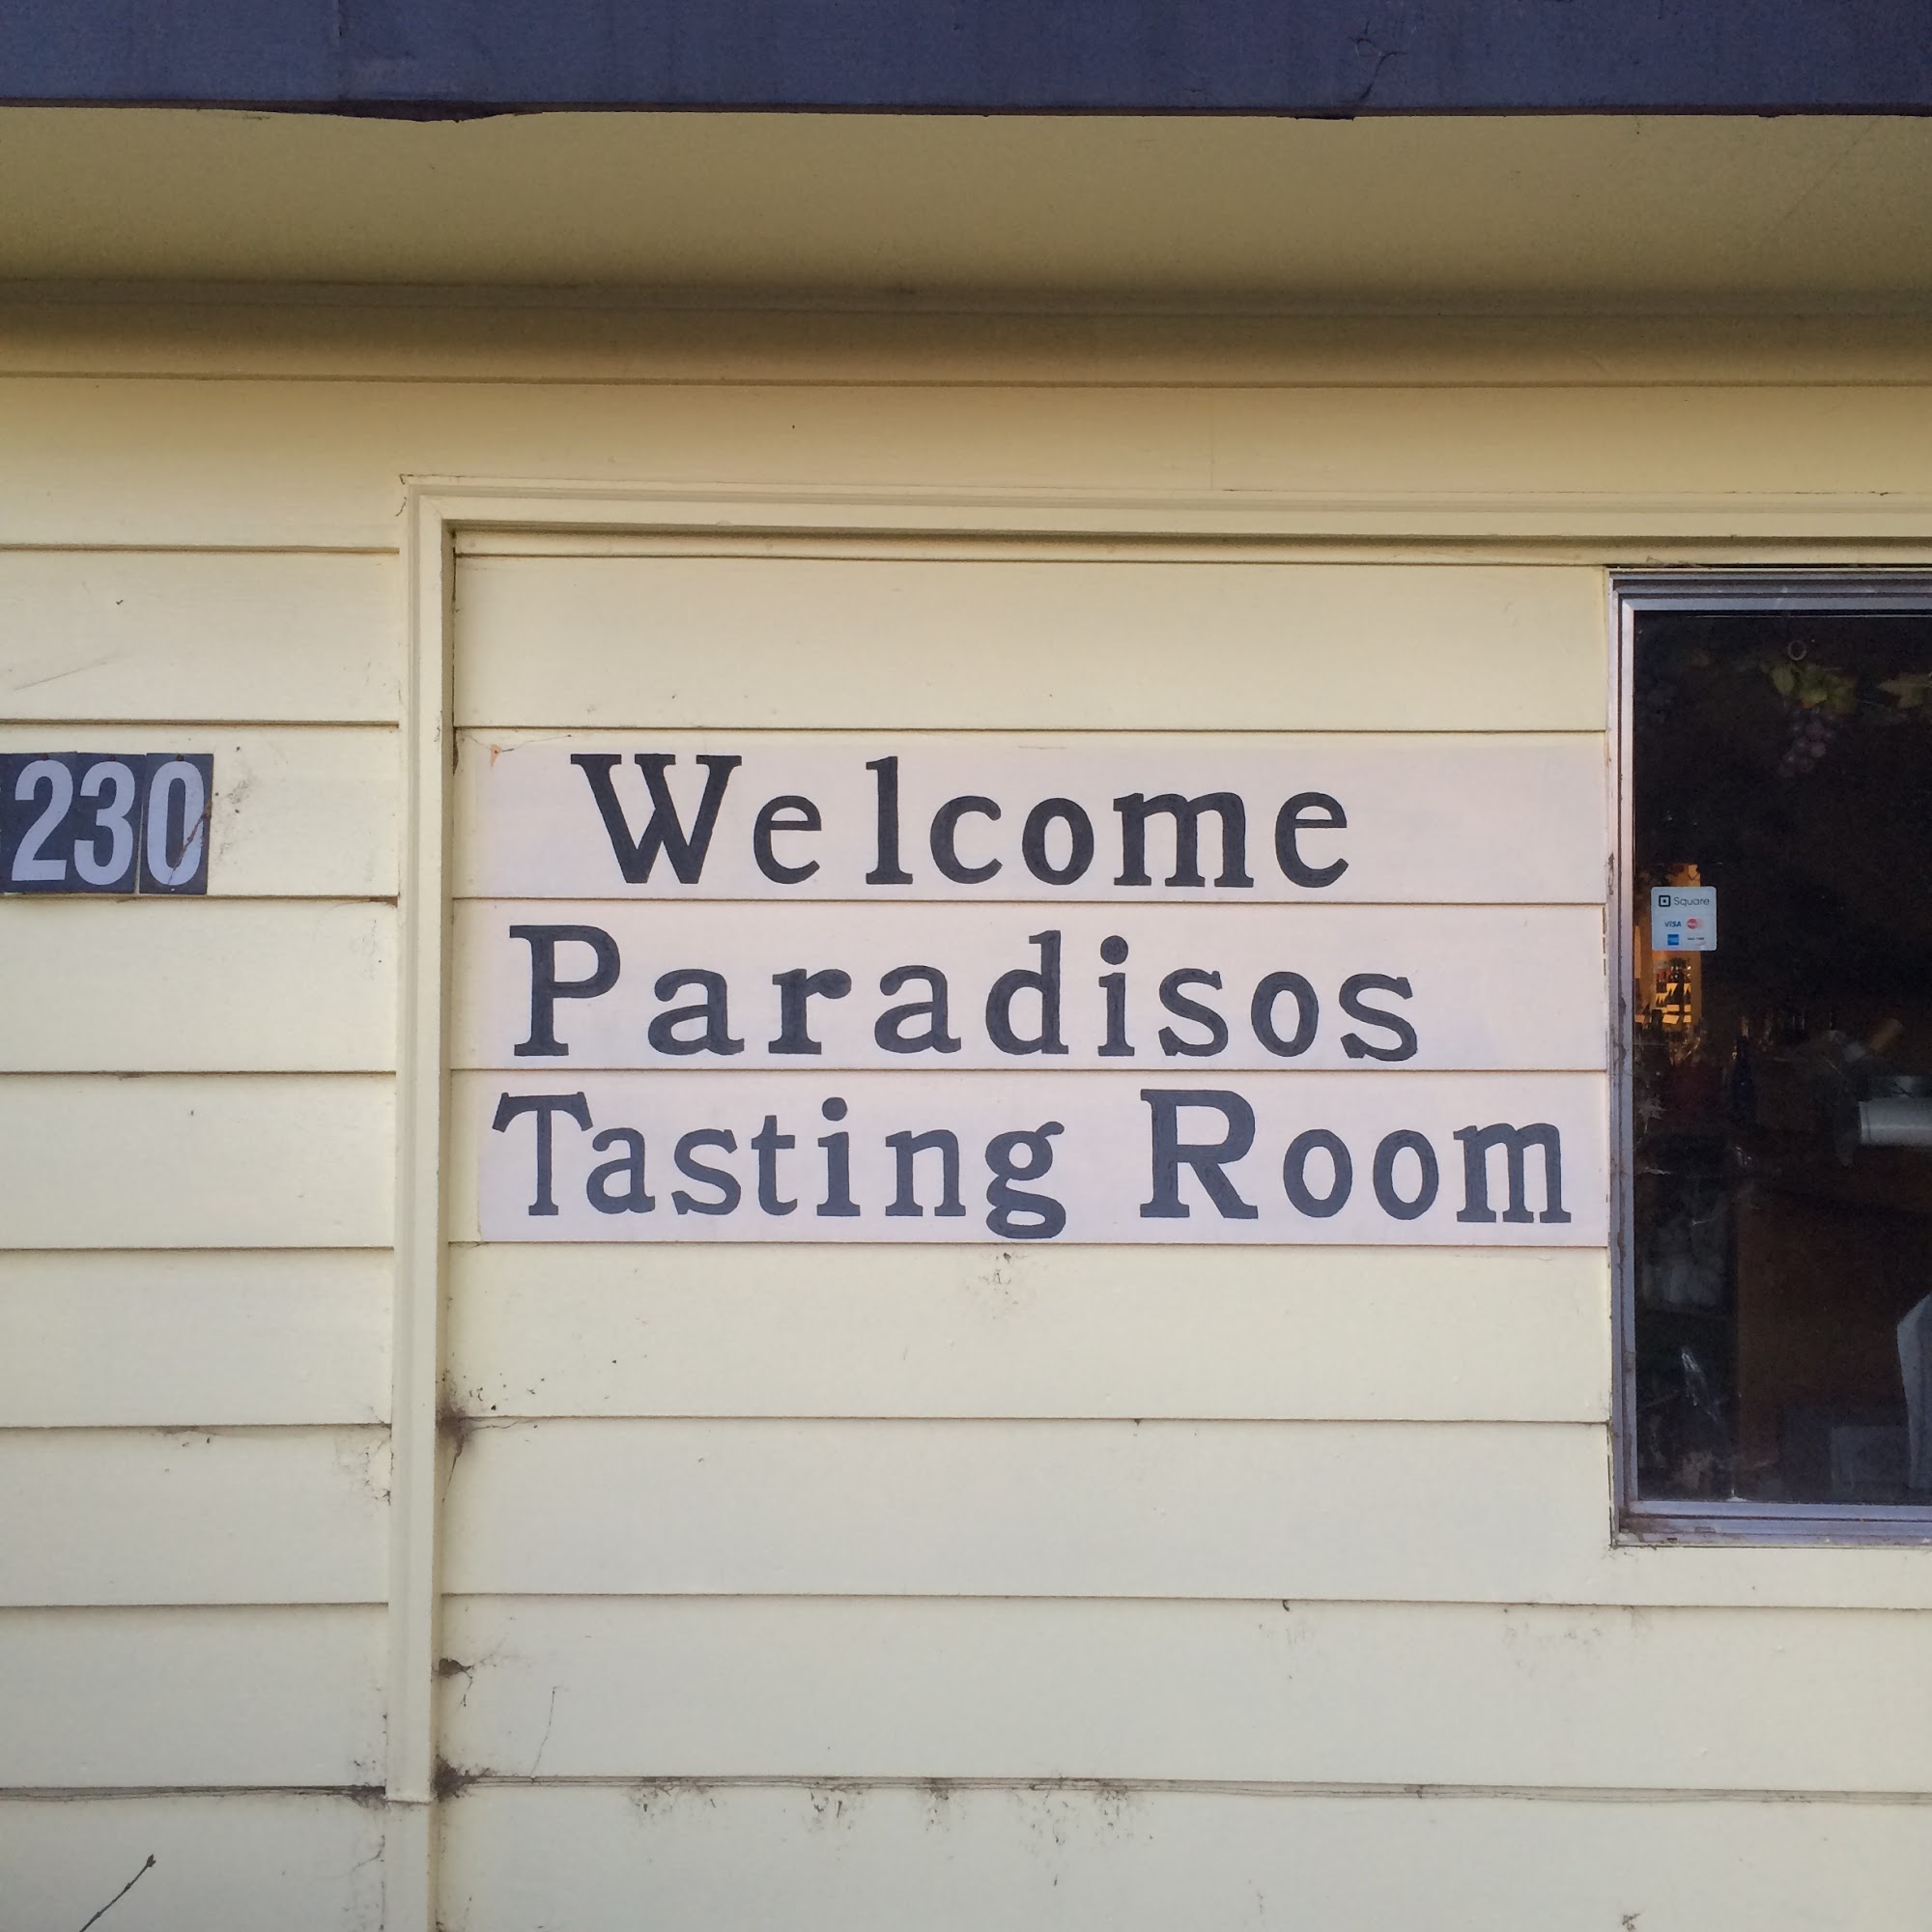 230
Welcome
Paradisos
Tasting Room
Square
VISA